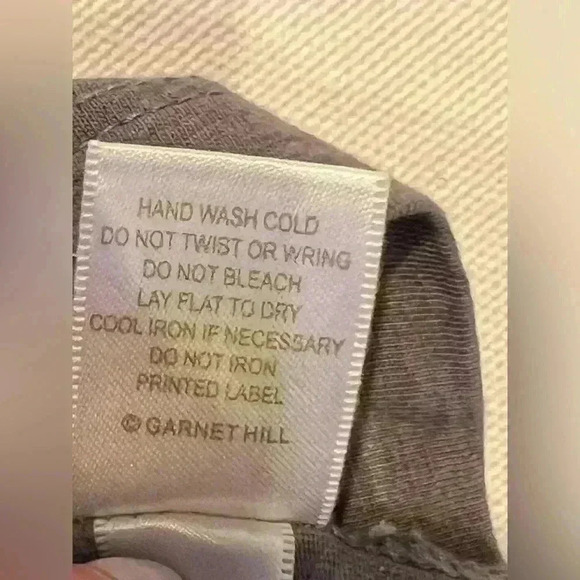 HAND WASH COLD
DO NOT TWIST OR WRING
DO NOT BLEACH
LAY FLAT TO DRY
COOL IRON IF NECESSARY
DO NOT IRON
PRINTED LABEL
© GARNET HILL